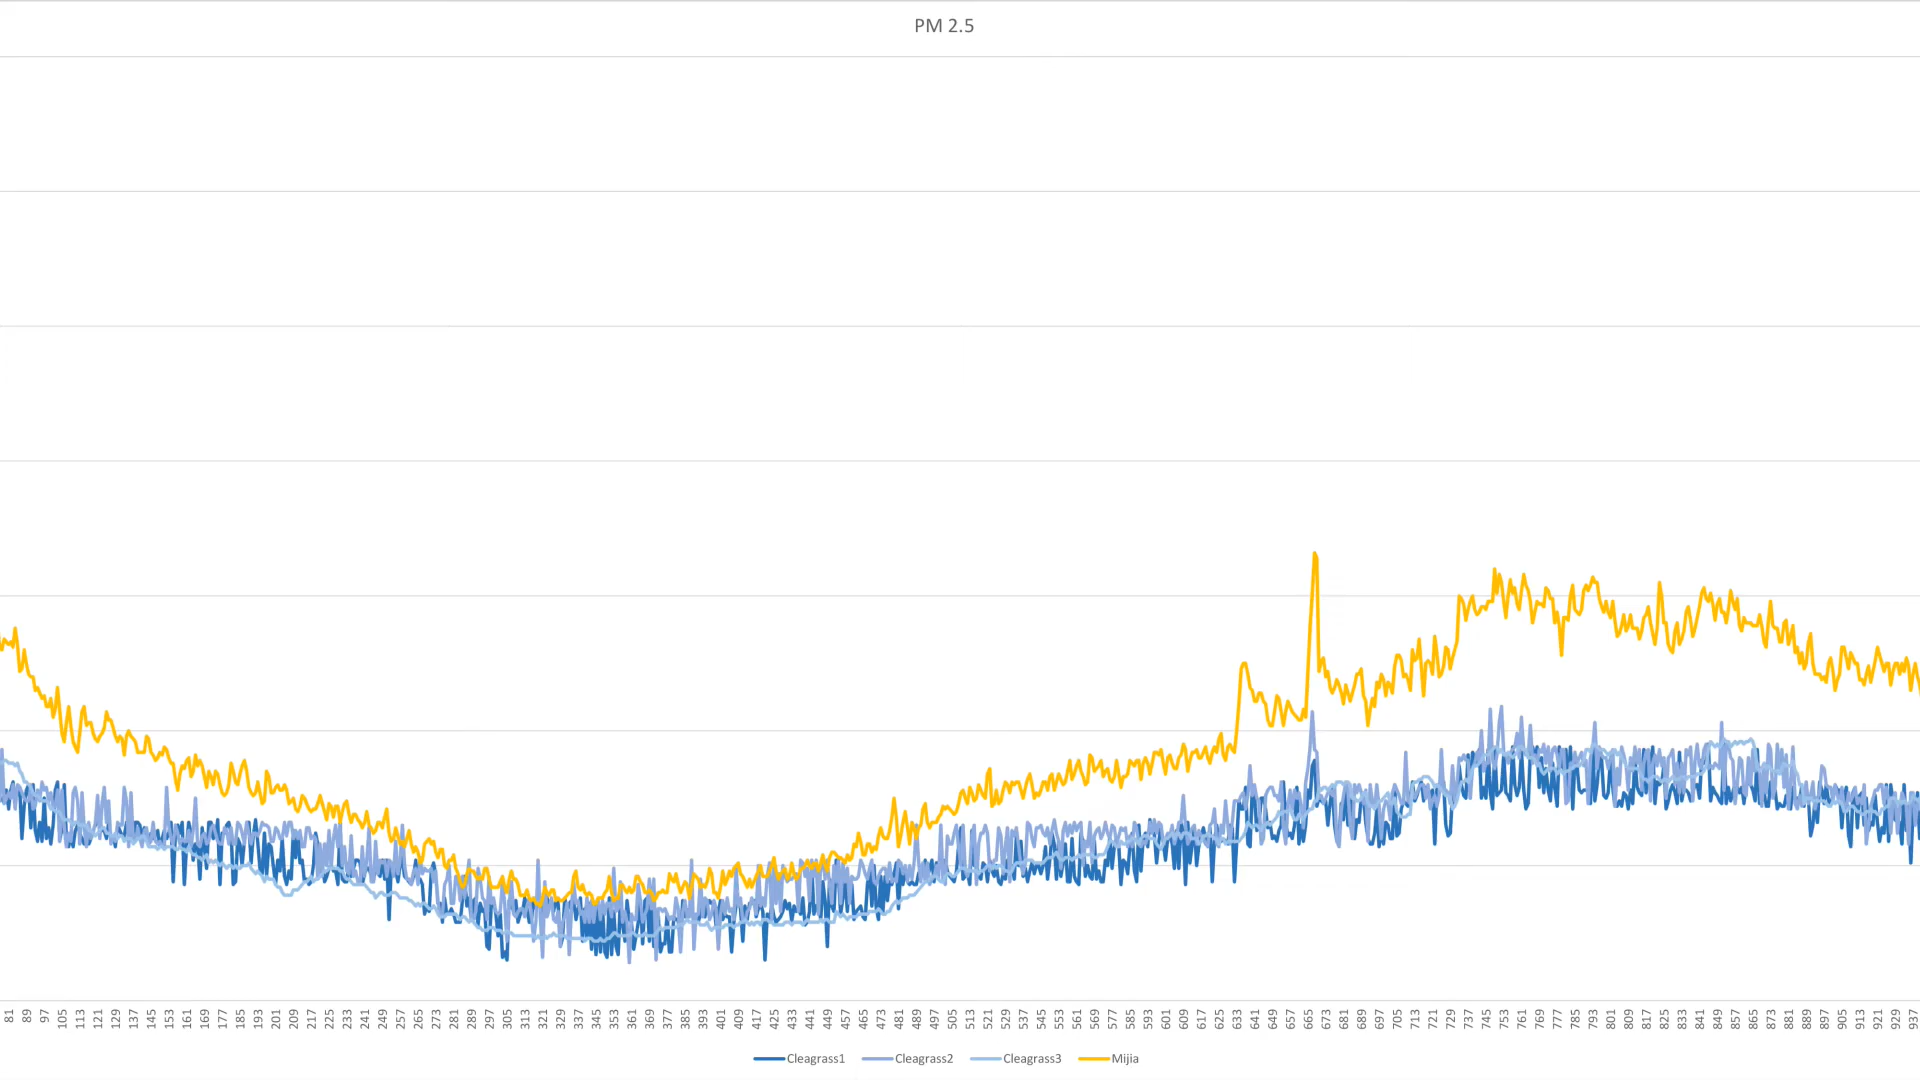 PM 2.5
81 89 97 105 113 121 129 137 145 153 161 169 177 185 193 201 209 217 225 233 241 249 257 265 273 281 289 297 305 313 321 329 337 345 353 361 369 377 385 393 401 409 417 425 433 441 449 457 465 473 481 489 497 505 513 521 529 537 545 553 561 569 577 585 593 601 609 617 625 633 641 649 657 665 673 681 689 697 705 713 721 729 737 745 753 761 769 777 785 793 801 809 817 825 833 841 849 857 865 873 881 889 897 905 913 921 929 937
Cleagrass1 Cleagrass2 Cleagrass3 Mijia